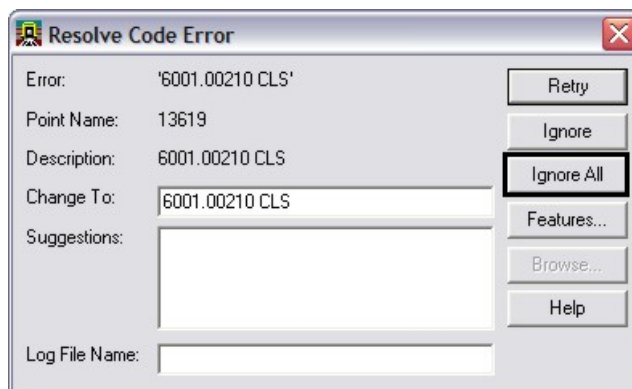 Resolve Code Error
Error: '6001.00210 CLS'
Retry
Point Name: 13619
Ignore
Description: 6001.00210 CLS
Ignore All
Change To: 6001.00210 CLS
Features...
Suggestions:
Browse...
Help
Log File Name: